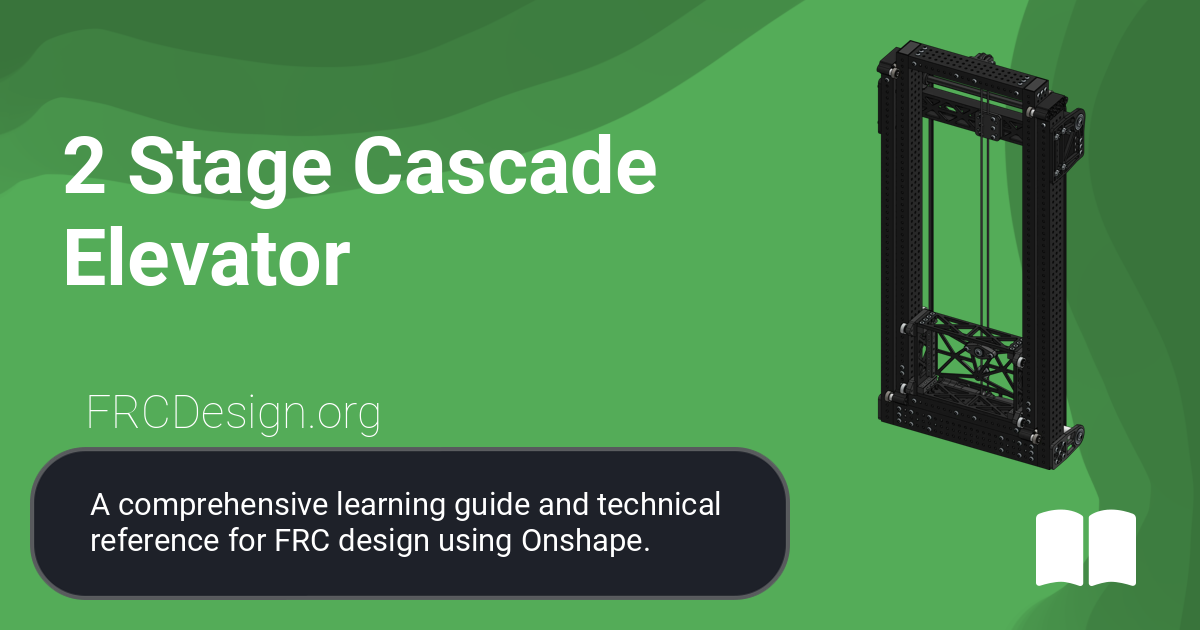 2 Stage Cascade
Elevator
FRCDesign.org
A comprehensive learning guide and technical
reference for FRC design using Onshape.